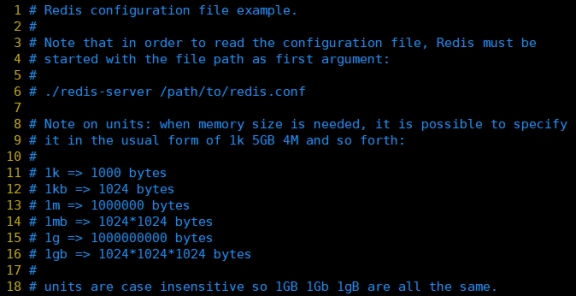 1 # Redis configuration file example.
2 #
3 # Note that in order to read the configuration file, Redis must be
4 # started with the file path as first argument:
5 #
6 # ./redis-server /path/to/redis.conf
7
8 # Note on units: when memory size is needed, it is possible to specify
9 # it in the usual form of 1k 5GB 4M and so forth:
10 #
11 # 1k => 1000 bytes
12 # 1kb => 1024 bytes
13 # 1m => 1000000 bytes
14 # 1mb => 1024*1024 bytes
15 # 1g => 1000000000 bytes
16 # 1gb => 1024*1024*1024 bytes
17 #
18 # units are case insensitive so 1GB 1Gb 1gB are all the same.